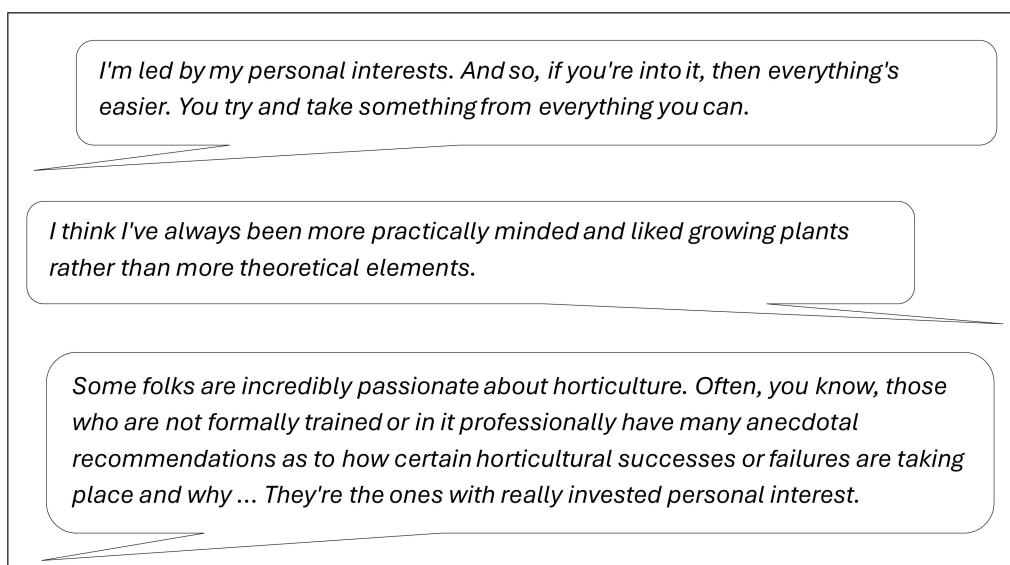 I'm led by my personal interests. And so, if you're into it, then everything's
easier. You try and take something from everything you can.
I think I've always been more practically minded and liked growing plants
rather than more theoretical elements.
Some folks are incredibly passionate about horticulture. Often, you know, those
who are not formally trained or in it professionally have many anecdotal
recommendations as to how certain horticultural successes or failures are taking
place and why ... They're the ones with really invested personal interest.